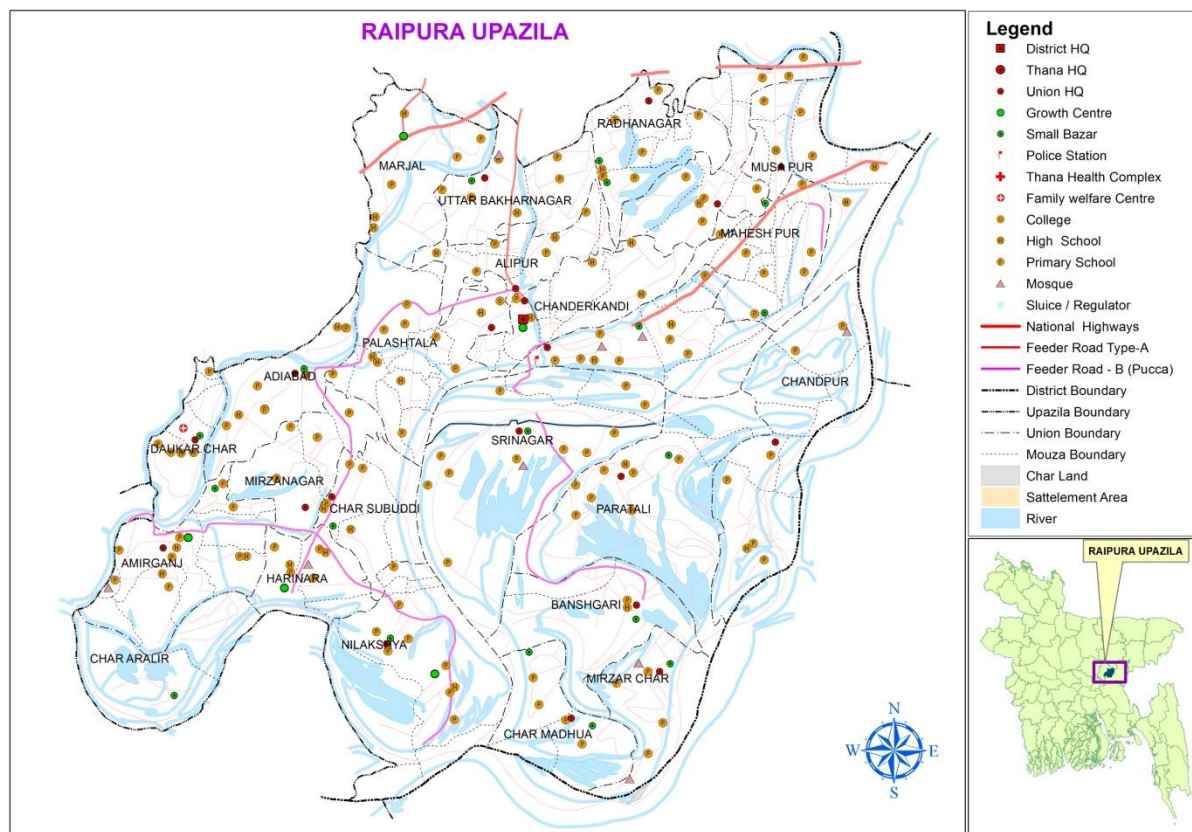 RAIPURA UPAZILA
RADHANAGAR
MARJAL
MUSA PUR
UTTAR BAKHARNAGAR
MAHESH PUR
ALIPUR
CHANDERKANDI
PALASHTALA
ADIABAD
CHANDPUR
SRINAGAR
DAUKAR CHAR
MIRZANAGAR
CHAR SUBUDDI
PARATALI
AMIRGANJ
HARINARA
BANSHGARI
NILAKSHYA
CHAR ARALIR
MIRZAR CHAR
CHAR MADHUA
N
W
E
S
Legend
District HQ
Thana HQ
Union HQ
Growth Centre
Small Bazar
Police Station
Thana Health Complex
Family welfare Centre
College
High School
Primary School
Mosque
Sluice / Regulator
National Highways
Feeder Road Type-A
Feeder Road - B (Pucca)
District Boundary
Upazila Boundary
Union Boundary
Mouza Boundary
Char Land
Sattelement Area
River
RAIPURA UPAZILA